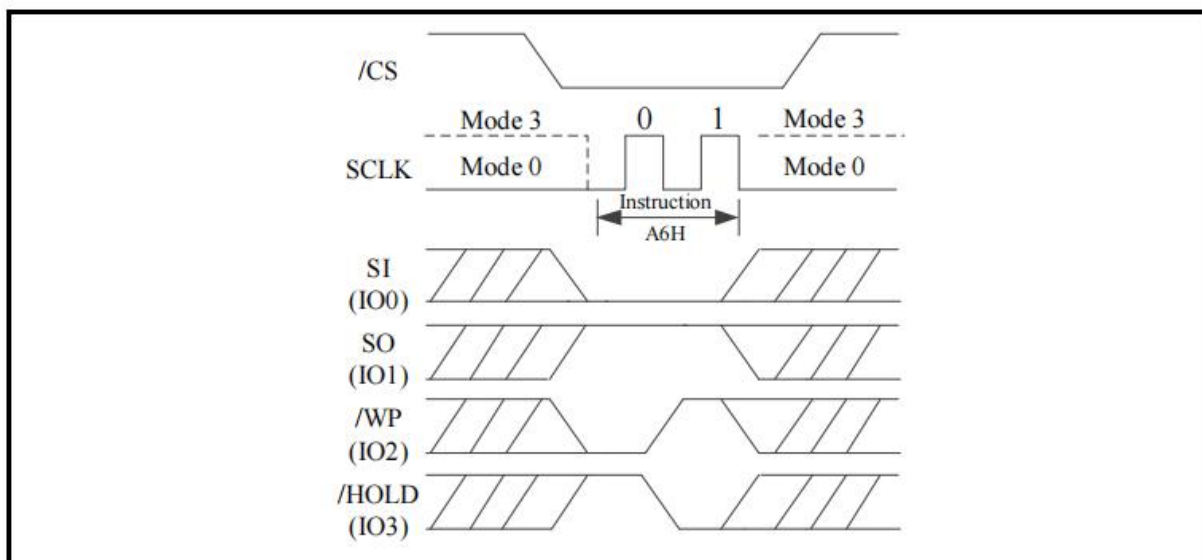 /CS
Mode 3 0 1 Mode 3
SCLK Mode 0 Mode 0
Instruction
A6H
SI
(IO0)
SO
(IO1)
/WP
(IO2)
/HOLD
(IO3)